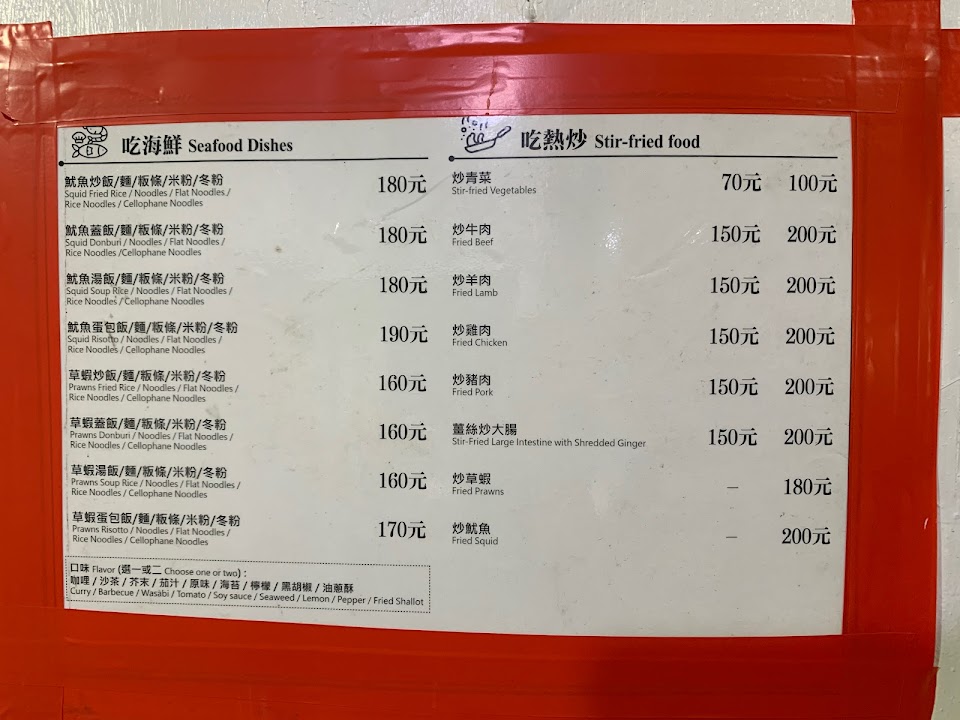 吃海鮮 Seafood Dishes
魷魚炒飯/麵/粄條/米粉/冬粉 180元
Squid Fried Rice / Noodles / Flat Noodles /
Rice Noodles / Cellophane Noodles
魷魚蓋飯/麵/粄條/米粉/冬粉 180元
Squid Donburi / Noodles / Flat Noodles /
Rice Noodles /Cellophane Noodles
魷魚湯飯/麵/粄條/米粉/冬粉 180元
Squid Soup Rice / Noodles / Flat Noodles /
Rice Noodles / Cellophane Noodles
魷魚蛋包飯/麵/粄條/米粉/冬粉 190元
Squid Risotto / Noodles / Flat Noodles /
Rice Noodles / Cellophane Noodles
草蝦炒飯/麵/粄條/米粉/冬粉 160元
Prawns Fried Rice / Noodles / Flat Noodles /
Rice Noodles / Cellophane Noodles
草蝦蓋飯/麵/粄條/米粉/冬粉 160元
Prawns Donburi / Noodles / Flat Noodles /
Rice Noodles / Cellophane Noodles
草蝦湯飯/麵/粄條/米粉/冬粉 160元
Prawns Soup Rice / Noodles / Flat Noodles /
Rice Noodles / Cellophane Noodles
草蝦蛋包飯/麵/粄條/米粉/冬粉 170元
Prawns Risotto / Noodles / Flat Noodles /
Rice Noodles / Cellophane Noodles
口味 Flavor (選一或二 Choose one or two) :
咖哩 / 沙茶 / 芥末 / 茄汁 / 原味 / 海苔 / 檸檬 / 黑胡椒 / 油蔥酥
Curry / Barbecue / Wasabi / Tomato / Soy sauce / Seaweed / Lemon / Pepper / Fried Shallot
吃熱炒 Stir-fried food
炒青菜 70元 100元
Stir-fried Vegetables
炒牛肉 150元 200元
Fried Beef
炒羊肉 150元 200元
Fried Lamb
炒雞肉 150元 200元
Fried Chicken
炒豬肉 150元 200元
Fried Pork
薑絲炒大腸 150元 200元
Stir-Fried Large Intestine with Shredded Ginger
炒草蝦 – 180元
Fried Prawns
炒魷魚 – 200元
Fried Squid